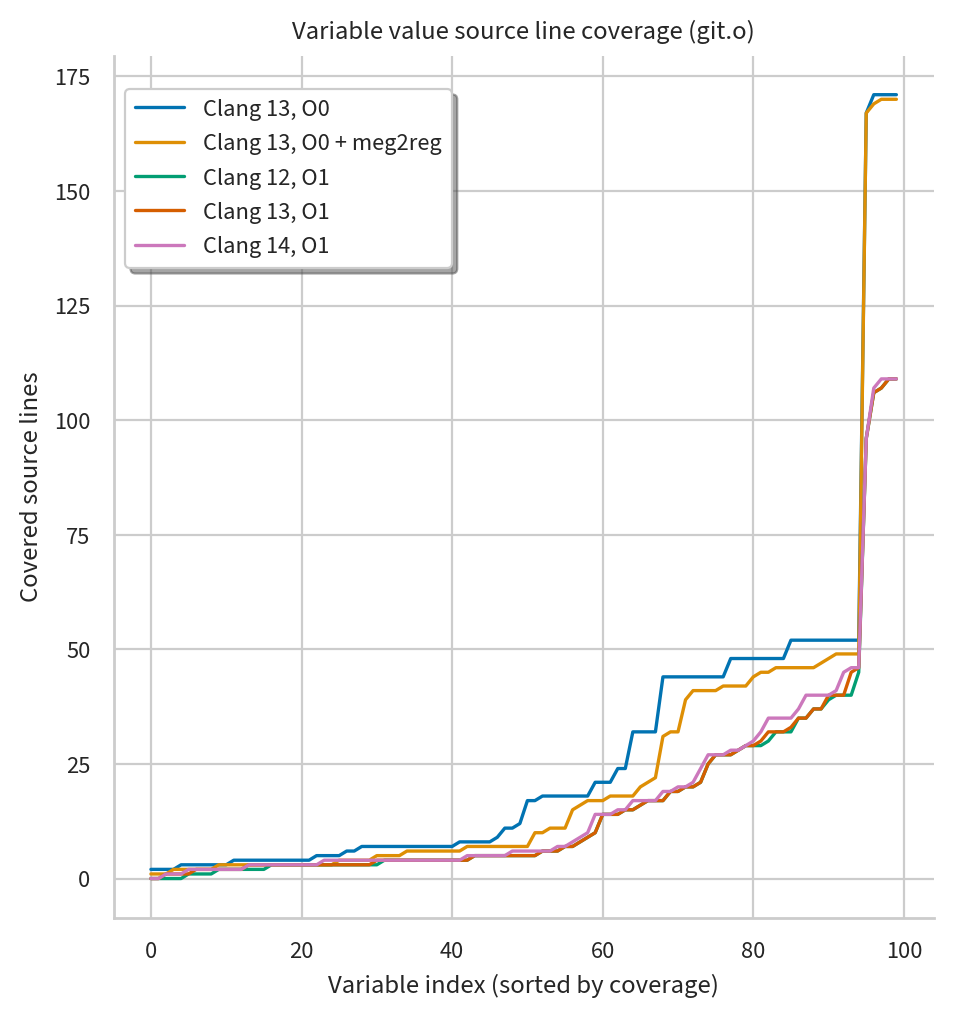 Variable value source line coverage (git.o)
175
150
125
100
75
50
25
0
Covered source lines
Clang 13, O0
Clang 13, O0 + meg2reg
Clang 12, O1
Clang 13, O1
Clang 14, O1
0 20 40 60 80 100
Variable index (sorted by coverage)